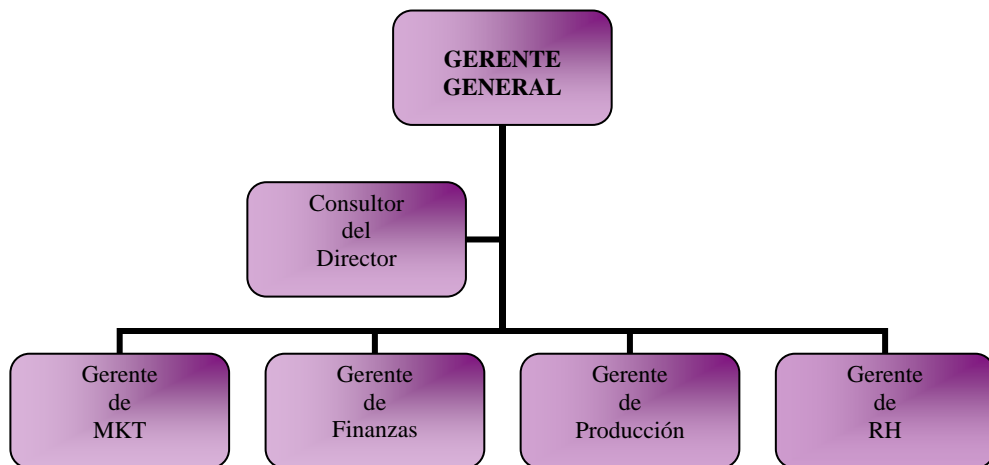 GERENTE
GENERAL
Consultor
del
Director
Gerente
de
MKT
Gerente
de
Finanzas
Gerente
de
Producción
Gerente
de
RH